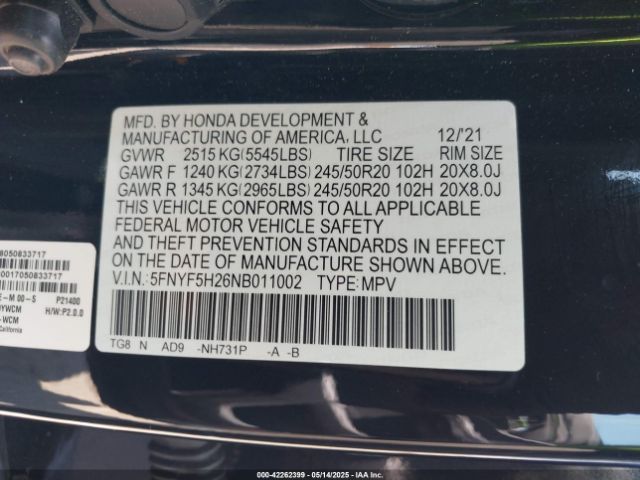 MFD. BY HONDA DEVELOPMENT &
MANUFACTURING OF AMERICA, LLC 12/'21
GVWR 2515 KG(5545LBS) TIRE SIZE RIM SIZE
GAWR F 1240 KG(2734LBS) 245/50R20 102H 20X8.0J
GAWR R 1345 KG(2965LBS) 245/50R20 102H 20X8.0J
THIS VEHICLE CONFORMS TO ALL APPLICABLE
FEDERAL MOTOR VEHICLE SAFETY
AND THEFT PREVENTION STANDARDS IN EFFECT
ON THE DATE OF MANUFACTURE SHOWN ABOVE.
V.I.N.: 5FNYF5H26NB011002 TYPE: MPV
TG8 N AD9 -NH731P -A -B
8050833717
0017050833717
E-M 00-S P21400
H/W:P2.0.0
-WCM
California
000-42262399 05/14/2025 IAA, Inc.